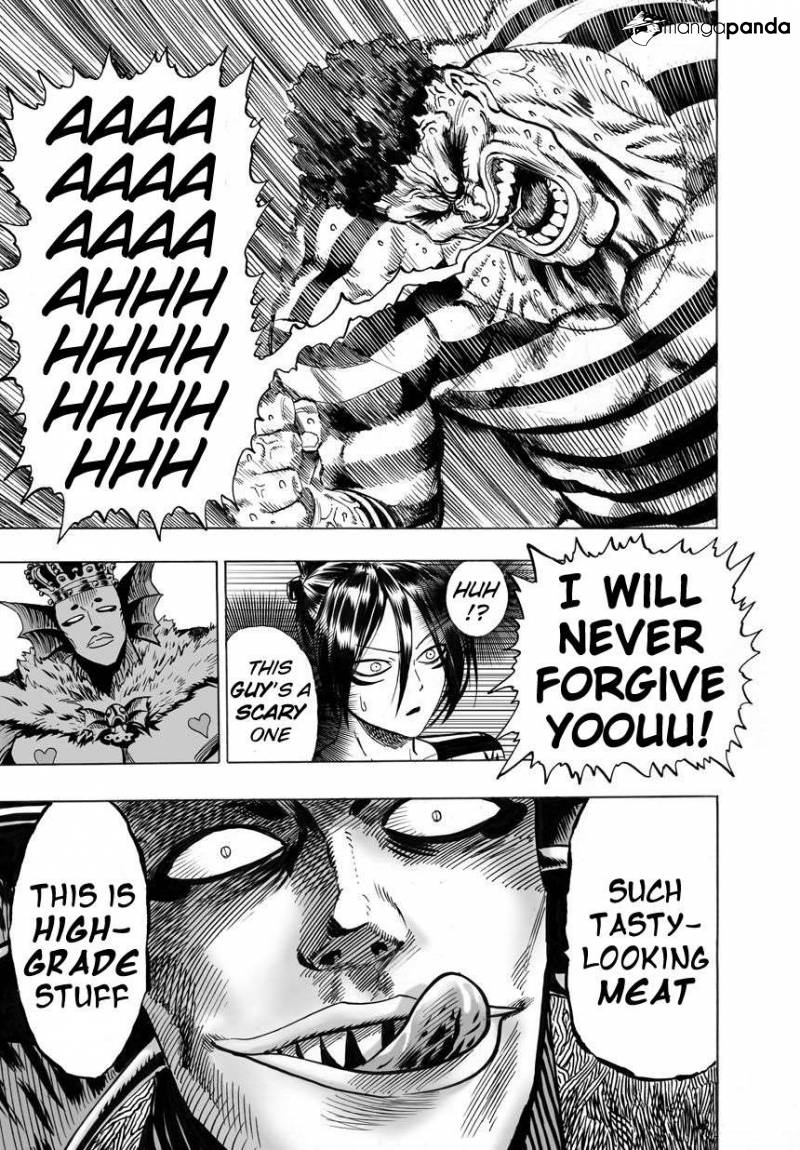 mangapanda
AAAA
AAAA
AAAA
AHHH
HHHH
HHHH
HHH
I WILL
NEVER
FORGIVE
YOOUU!
HUH
!?
THIS
GUY'S A
SCARY
ONE
SUCH
TASTY-
LOOKING
MEAT
THIS IS
HIGH-
GRADE
STUFF